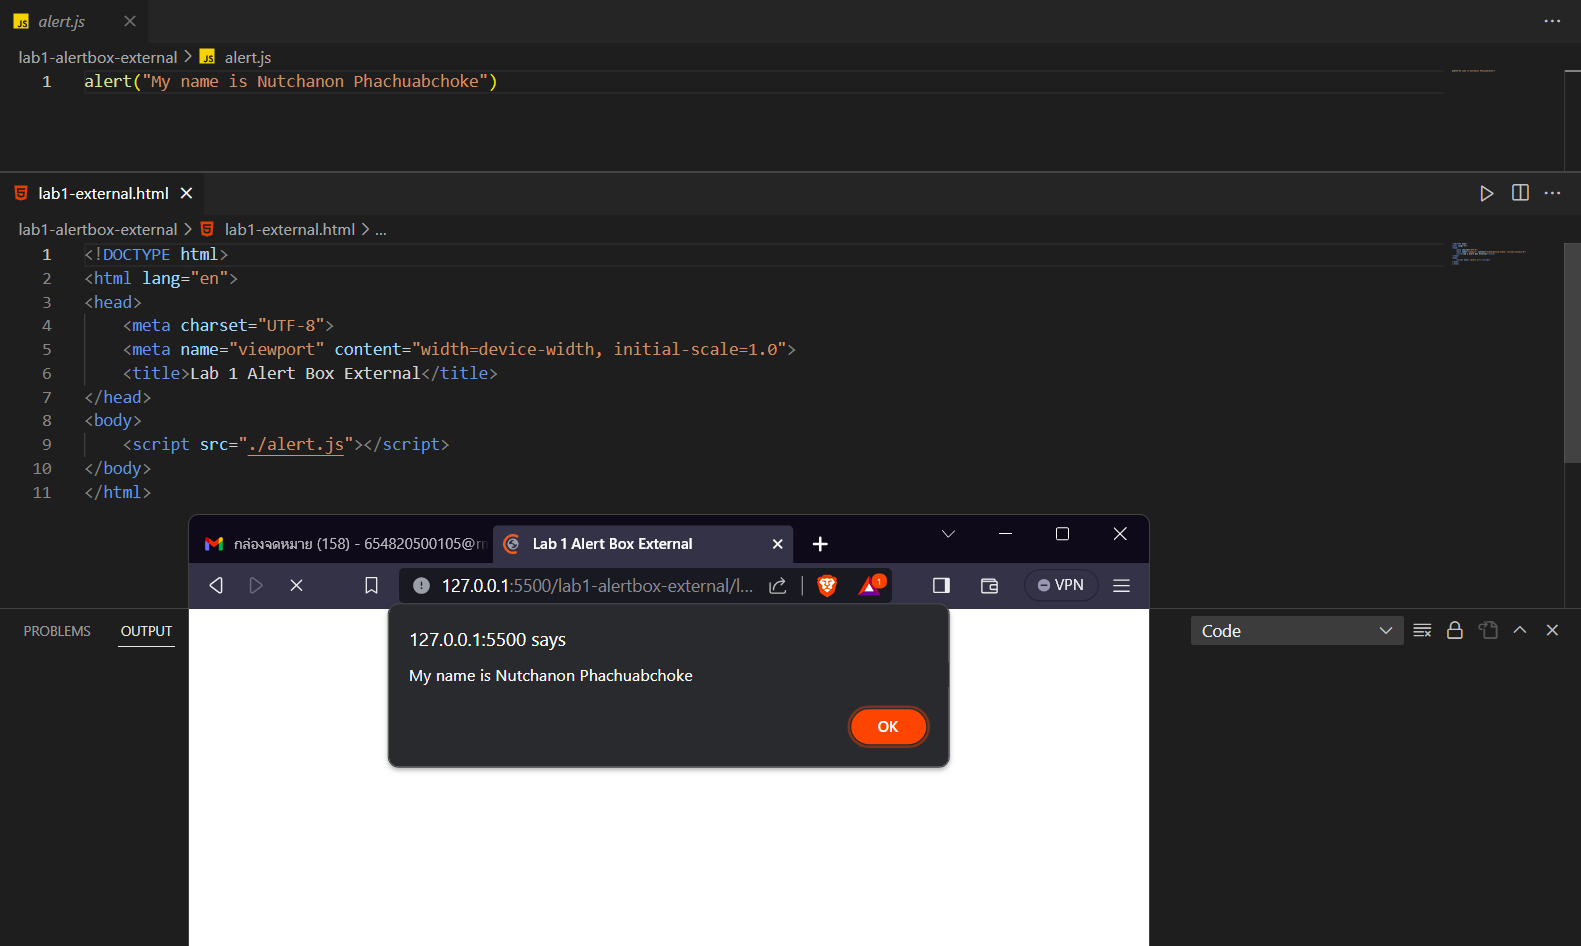 alert.js
lab1-alertbox-external > JS alert.js
1 alert("My name is Nutchanon Phachuabchoke")
lab1-external.html
lab1-alertbox-external > lab1-external.html > ...
1 <!DOCTYPE html>
2 <html lang="en">
3 <head>
4 <meta charset="UTF-8">
5 <meta name="viewport" content="width=device-width, initial-scale=1.0">
6 <title>Lab 1 Alert Box External</title>
7 </head>
8 <body>
9 <script src="./alert.js"></script>
10 </body>
11 </html>
กล่องจดหมาย (158) - 654820500105@rm
Lab 1 Alert Box External
127.0.0.1:5500/lab1-alertbox-external/l...
1
VPN
PROBLEMS OUTPUT
Code
127.0.0.1:5500 says
My name is Nutchanon Phachuabchoke
OK